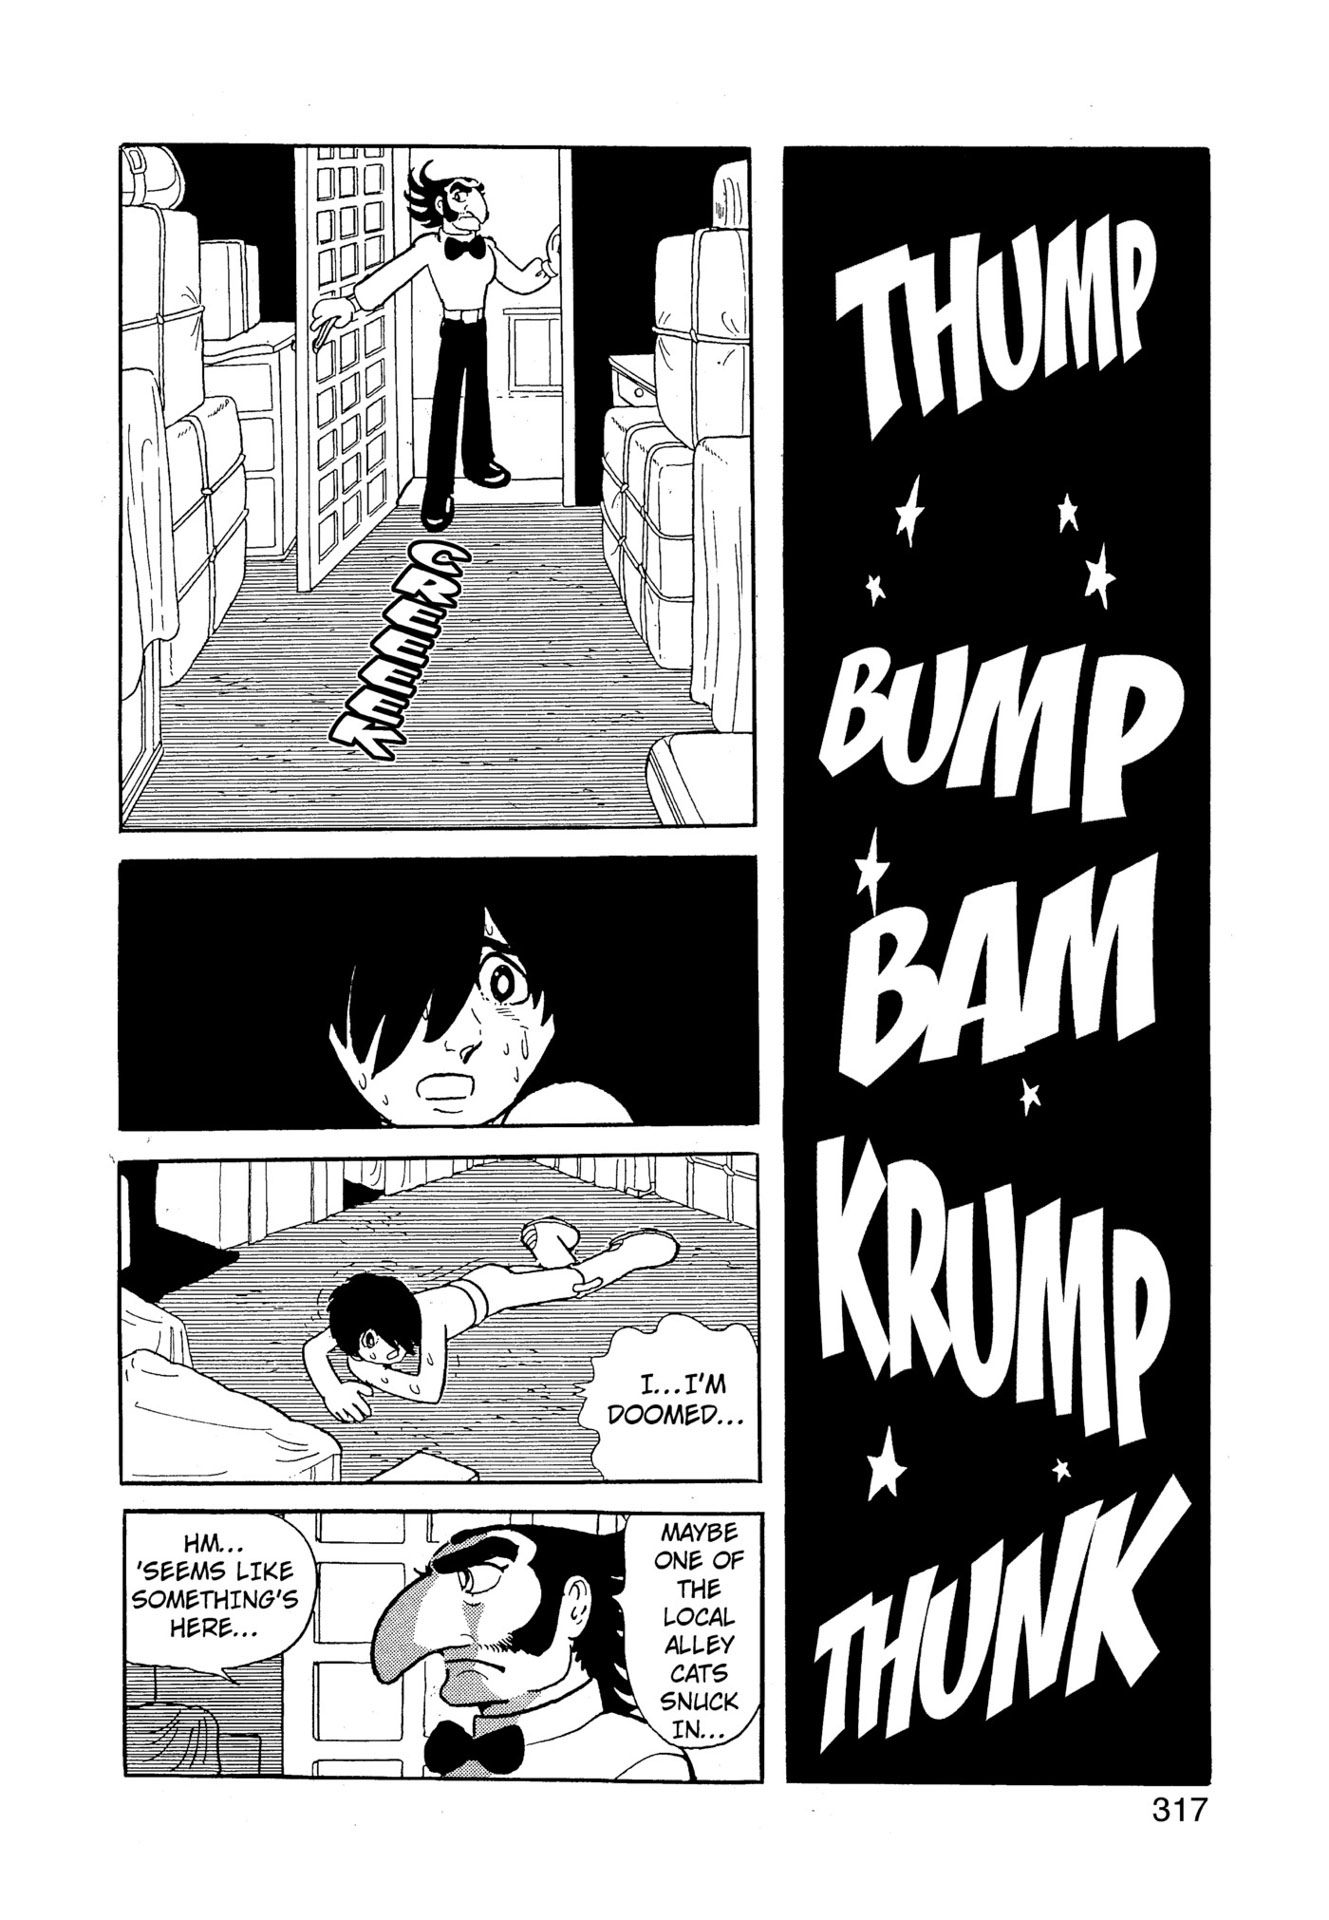 THUMP
BUMP
BAM
KRUMP
THUNK
CREEEEEK
I...I'M
DOOMED...
MAYBE
ONE OF
THE
LOCAL
ALLEY
CATS
SNUCK
IN...
HM...
'SEEMS LIKE
SOMETHING'S
HERE...
317